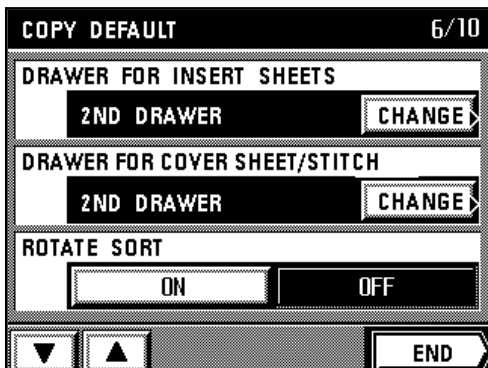 COPY DEFAULT 6/10
DRAWER FOR INSERT SHEETS
2ND DRAWER CHANGE
DRAWER FOR COVER SHEET/STITCH
2ND DRAWER CHANGE
ROTATE SORT
ON OFF
END